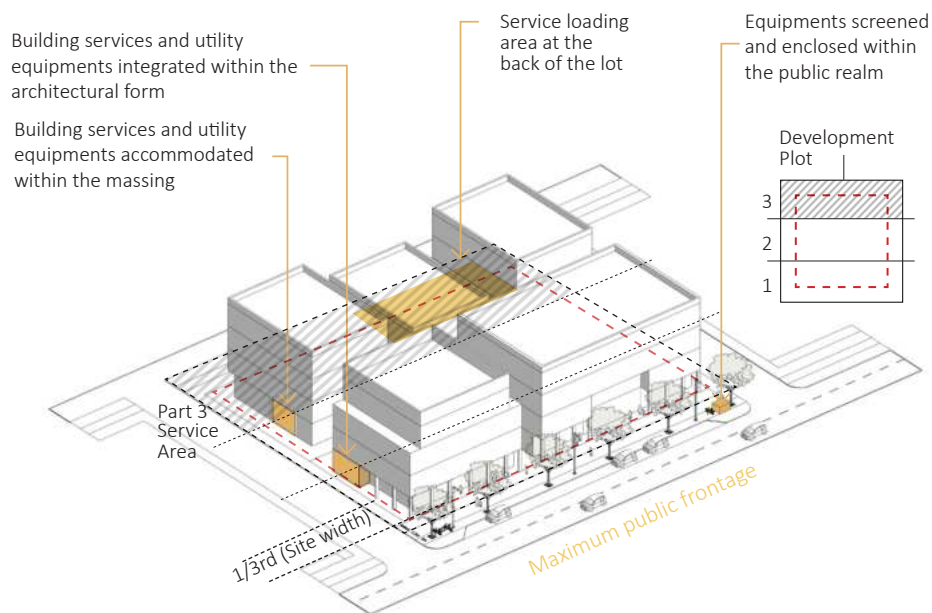 Building services and utility
equipments integrated within the
architectural form
Building services and utility
equipments accommodated
within the massing
Service loading
area at the
back of the lot
Equipments screened
and enclosed within
the public realm
Development
Plot
3
2
1
Part 3
Service
Area
1/3rd (Site width)
Maximum public frontage